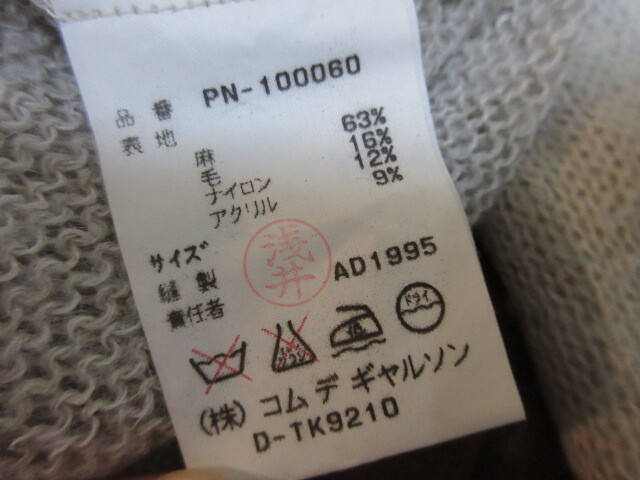 品 番 PN-100060
表 地
麻 63%
毛 16%
ナイロン 12%
アクリル 9%
サイズ
縫 製 浅井 AD1995
責任者
ドライ
(株) コム デ ギャルソン
D-TK9210